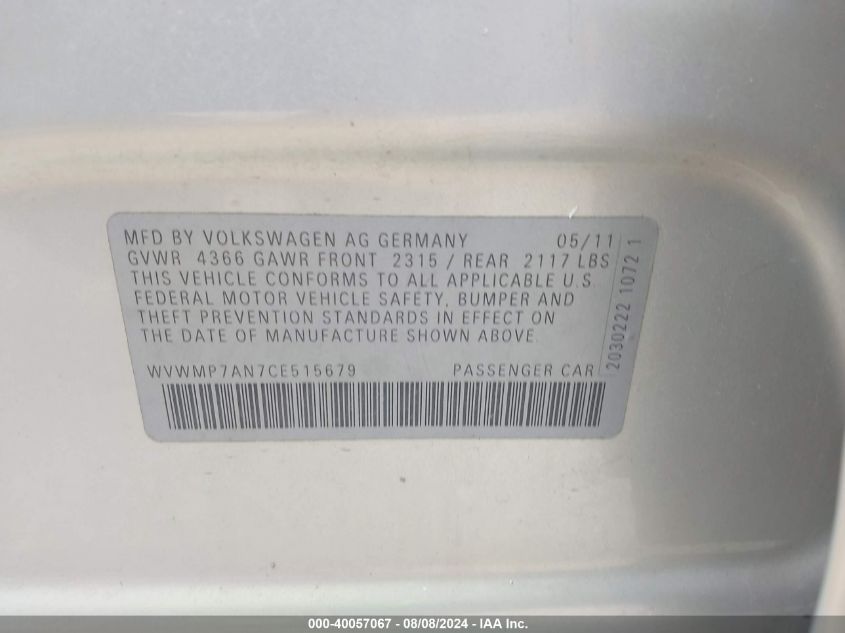 MFD BY VOLKSWAGEN AG GERMANY 05/11
GVWR 4366 GAWR FRONT 2315 / REAR 2117 LBS
THIS VEHICLE CONFORMS TO ALL APPLICABLE U.S
FEDERAL MOTOR VEHICLE SAFETY, BUMPER AND
THEFT PREVENTION STANDARDS IN EFFECT ON
THE DATE OF MANUFACTURE SHOWN ABOVE.
WVWMP7AN7CE515679 PASSENGER CAR
2030222 10721
000-40057067 - 08/08/2024 - IAA Inc.